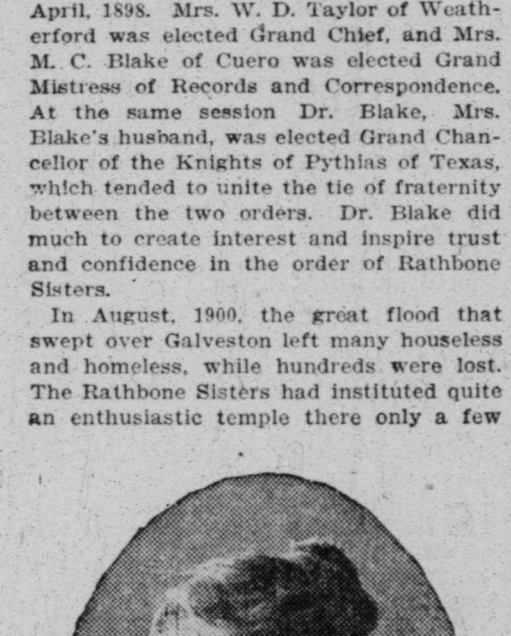 April, 1898. Mrs. W. D. Taylor of Weath-
erford was elected Grand Chief, and Mrs.
M. C. Blake of Cuero was elected Grand
Mistress of Records and Correspondence.
At the same session Dr. Blake, Mrs.
Blake's husband, was elected Grand Chan-
cellor of the Knights of Pythias of Texas,
which tended to unite the tie of fraternity
between the two orders. Dr. Blake did
much to create interest and inspire trust
and confidence in the order of Rathbone
Sisters.
In August, 1900, the great flood that
swept over Galveston left many houseless
and homeless, while hundreds were lost.
The Rathbone Sisters had instituted quite
an enthusiastic temple there only a few